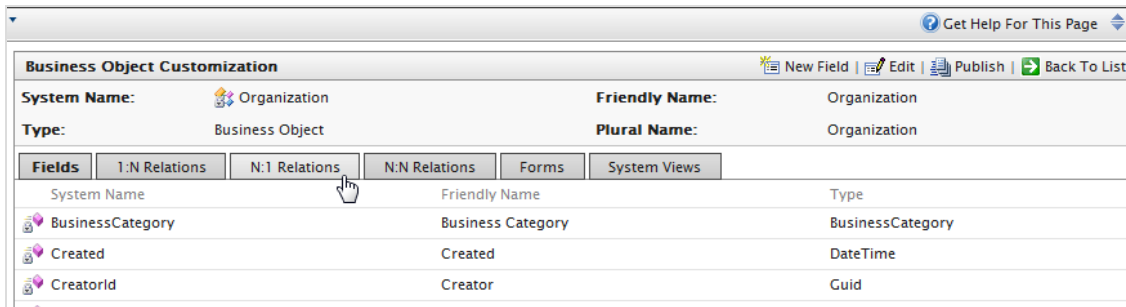 Get Help For This Page
Business Object Customization New Field | Edit | Publish | Back To List
System Name: Organization Friendly Name: Organization
Type: Business Object Plural Name: Organization
Fields 1:N Relations N:1 Relations N:N Relations Forms System Views
System Name Friendly Name Type
BusinessCategory Business Category BusinessCategory
Created Created DateTime
CreatorId Creator Guid